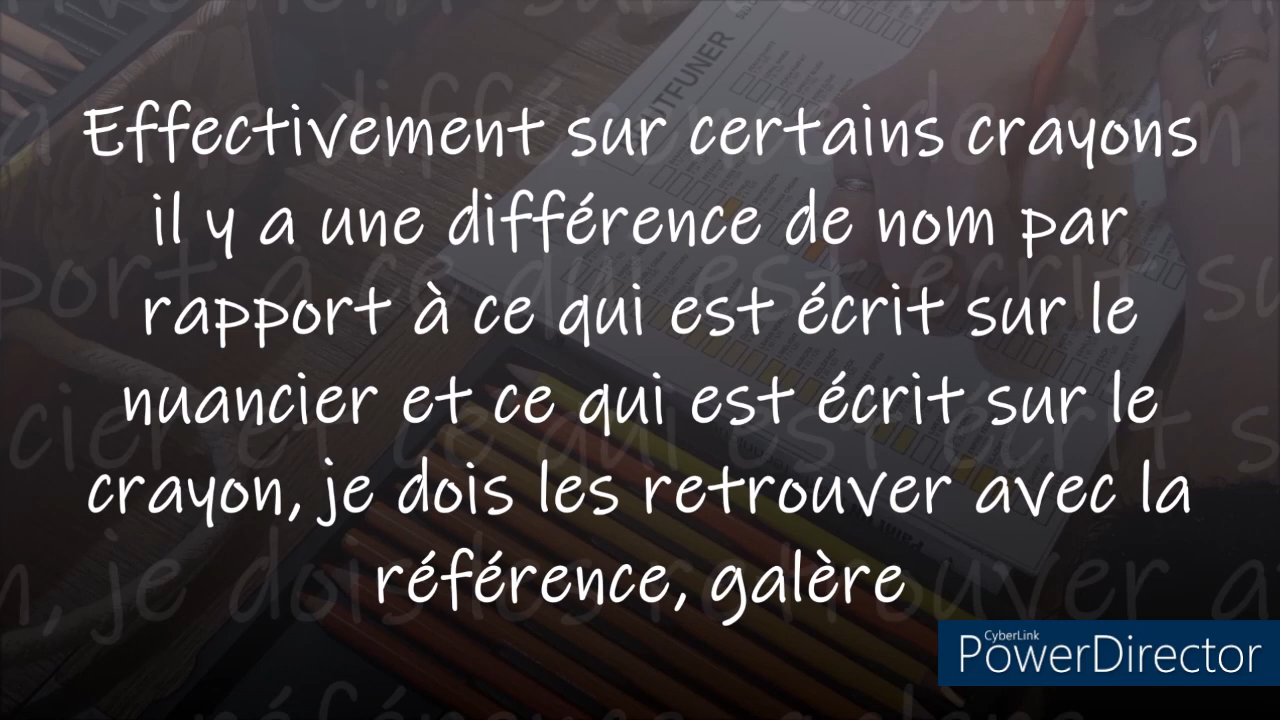 Effectivement sur certains crayons
il y a une différence de nom par
rapport à ce qui est écrit sur le
nuancier et ce qui est écrit sur le
crayon, je dois les retrouver avec la
référence, galère
CyberLink
PowerDirector